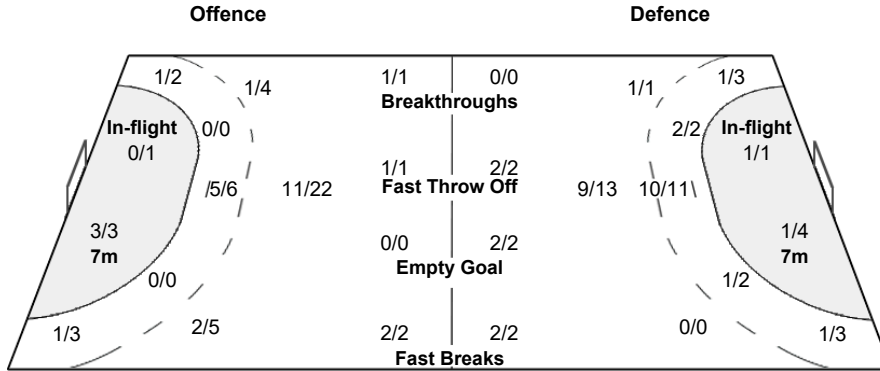 Offence Defence
1/2 1/4 1/1 0/0 1/1 1/3
Breakthroughs
In-flight 0/0 2/2 In-flight
0/1 1/1
1/1 2/2
5/6 11/22 Fast Throw Off 9/13 10/11
3/3 1/4
7m 0/0 2/2 7m
Empty Goal
0/0 1/2
1/3 2/5 2/2 2/2 0/0 1/3
Fast Breaks